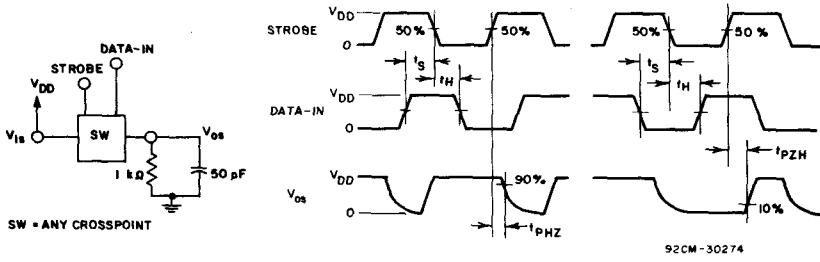 DATA-IN
STROBE
VDD
Vis
SW
Vos
1 kΩ
50 pF
SW = ANY CROSSPOINT
STROBE
VDD
0
50%
50%
50%
50%
tS
tH
tS
tH
DATA-IN
VDD
0
tPZH
Vos
VDD
0
90%
tPHZ
10%
92CM-30274